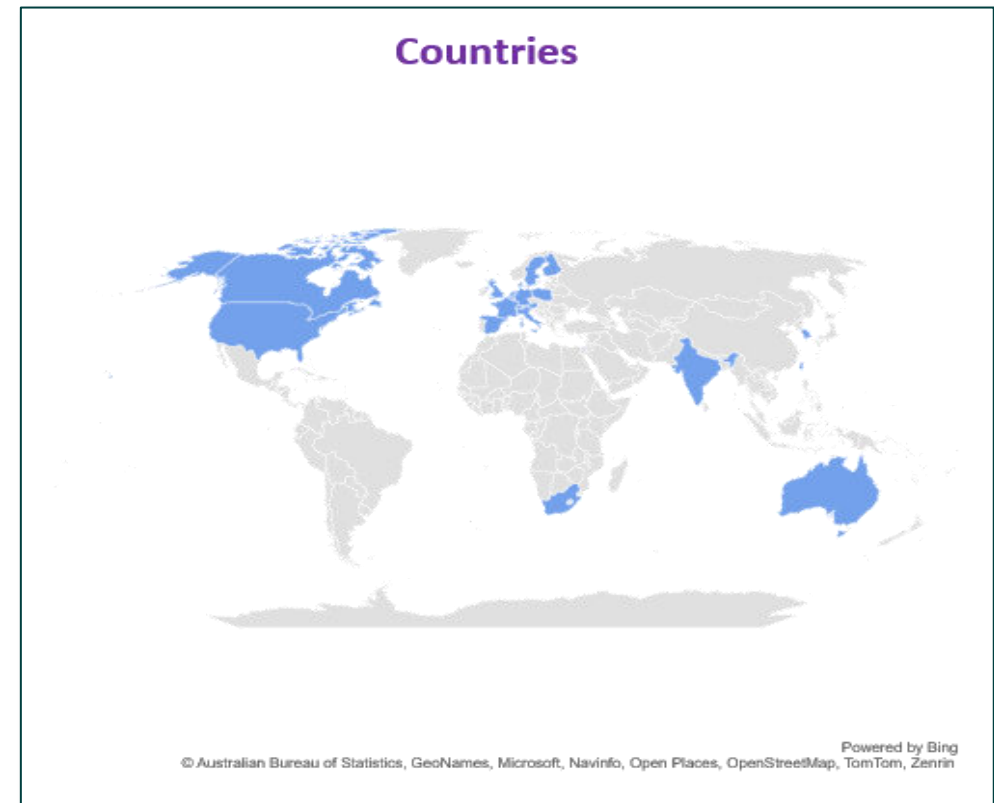 Countries
Powered by Bing
© Australian Bureau of Statistics, GeoNames, Microsoft, Navinfo, Open Places, OpenStreetMap, TomTom, Zenrin